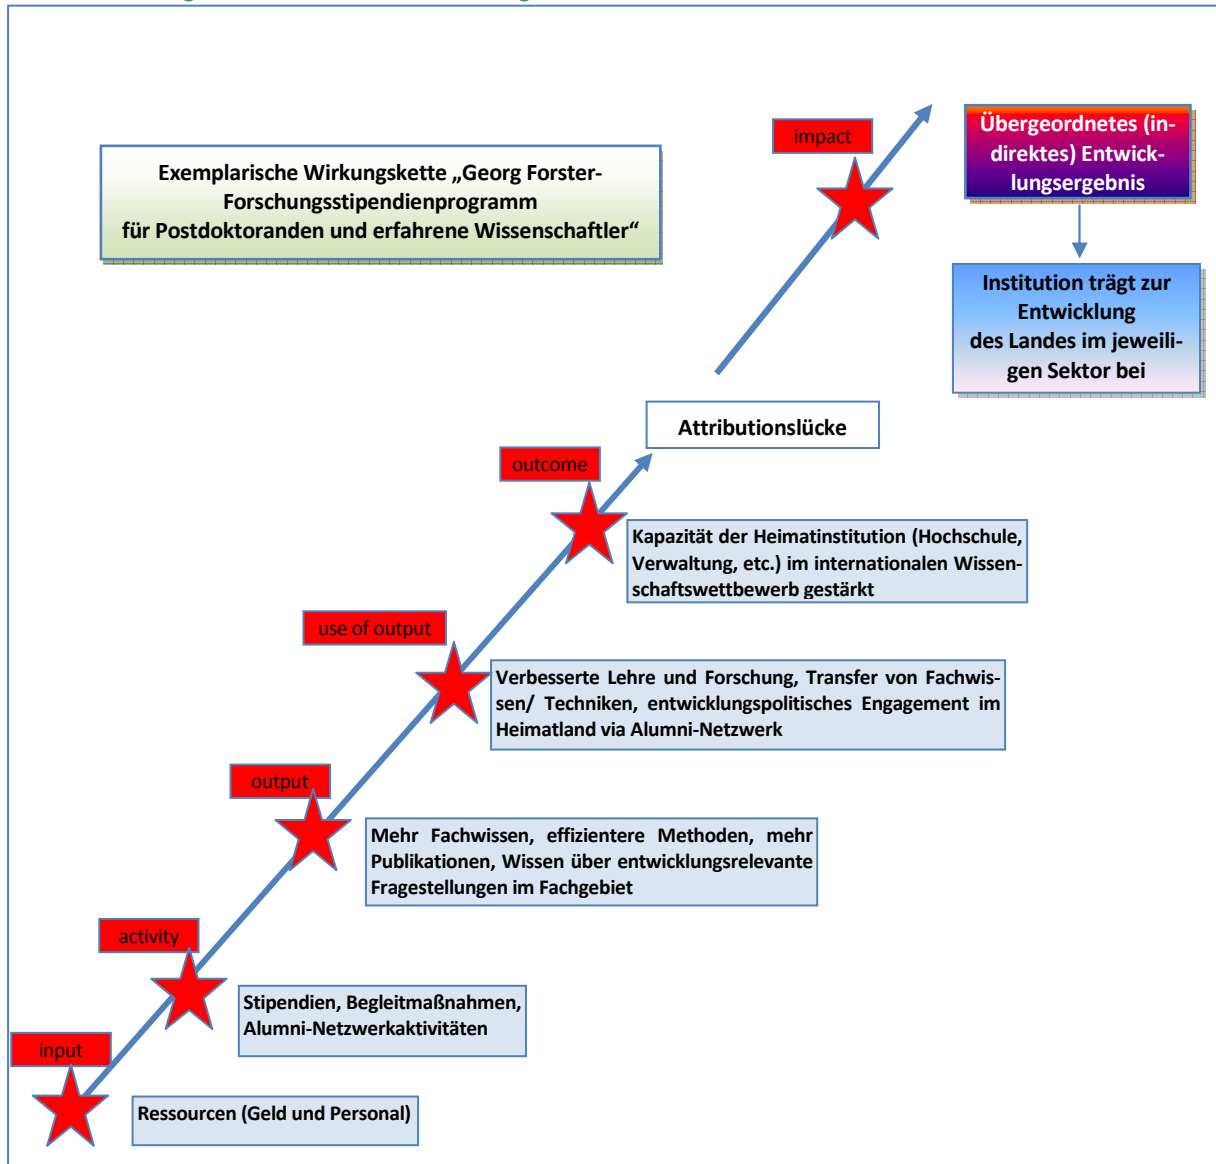 impact
Übergeordnetes (in-
direktes) Entwick-
lungsergebnis
Exemplarische Wirkungskette „Georg Forster-
Forschungsstipendienprogramm
für Postdoktoranden und erfahrene Wissenschaftler“
Institution trägt zur
Entwicklung
des Landes im jeweili-
gen Sektor bei
Attributionslücke
outcome
Kapazität der Heimatinstitution (Hochschule,
Verwaltung, etc.) im internationalen Wissen-
schaftswettbewerb gestärkt
use of output
Verbesserte Lehre und Forschung, Transfer von Fachwis-
sen/ Techniken, entwicklungspolitisches Engagement im
Heimatland via Alumni-Netzwerk
output
Mehr Fachwissen, effizientere Methoden, mehr
Publikationen, Wissen über entwicklungsrelevante
Fragestellungen im Fachgebiet
activity
Stipendien, Begleitmaßnahmen,
Alumni-Netzwerkaktivitäten
input
Ressourcen (Geld und Personal)